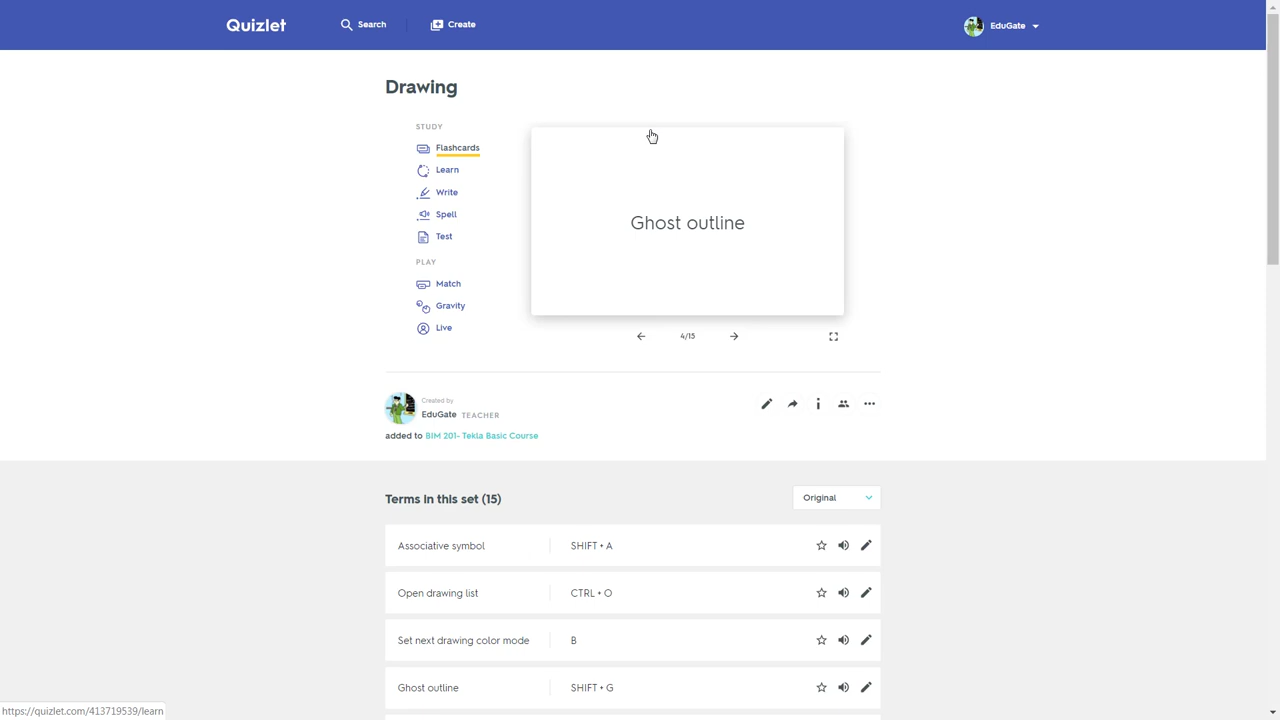 Quizlet
Search
Create
EduGate
Drawing
STUDY
Flashcards
Learn
Write
Spell
Test
PLAY
Match
Gravity
Live
Ghost outline
4/15
Created by
EduGate TEACHER
added to BIM 201- Tekla Basic Course
Terms in this set (15)
Original
Associative symbol SHIFT + A
Open drawing list CTRL + O
Set next drawing color mode B
Ghost outline SHIFT + G
https://quizlet.com/413719539/learn